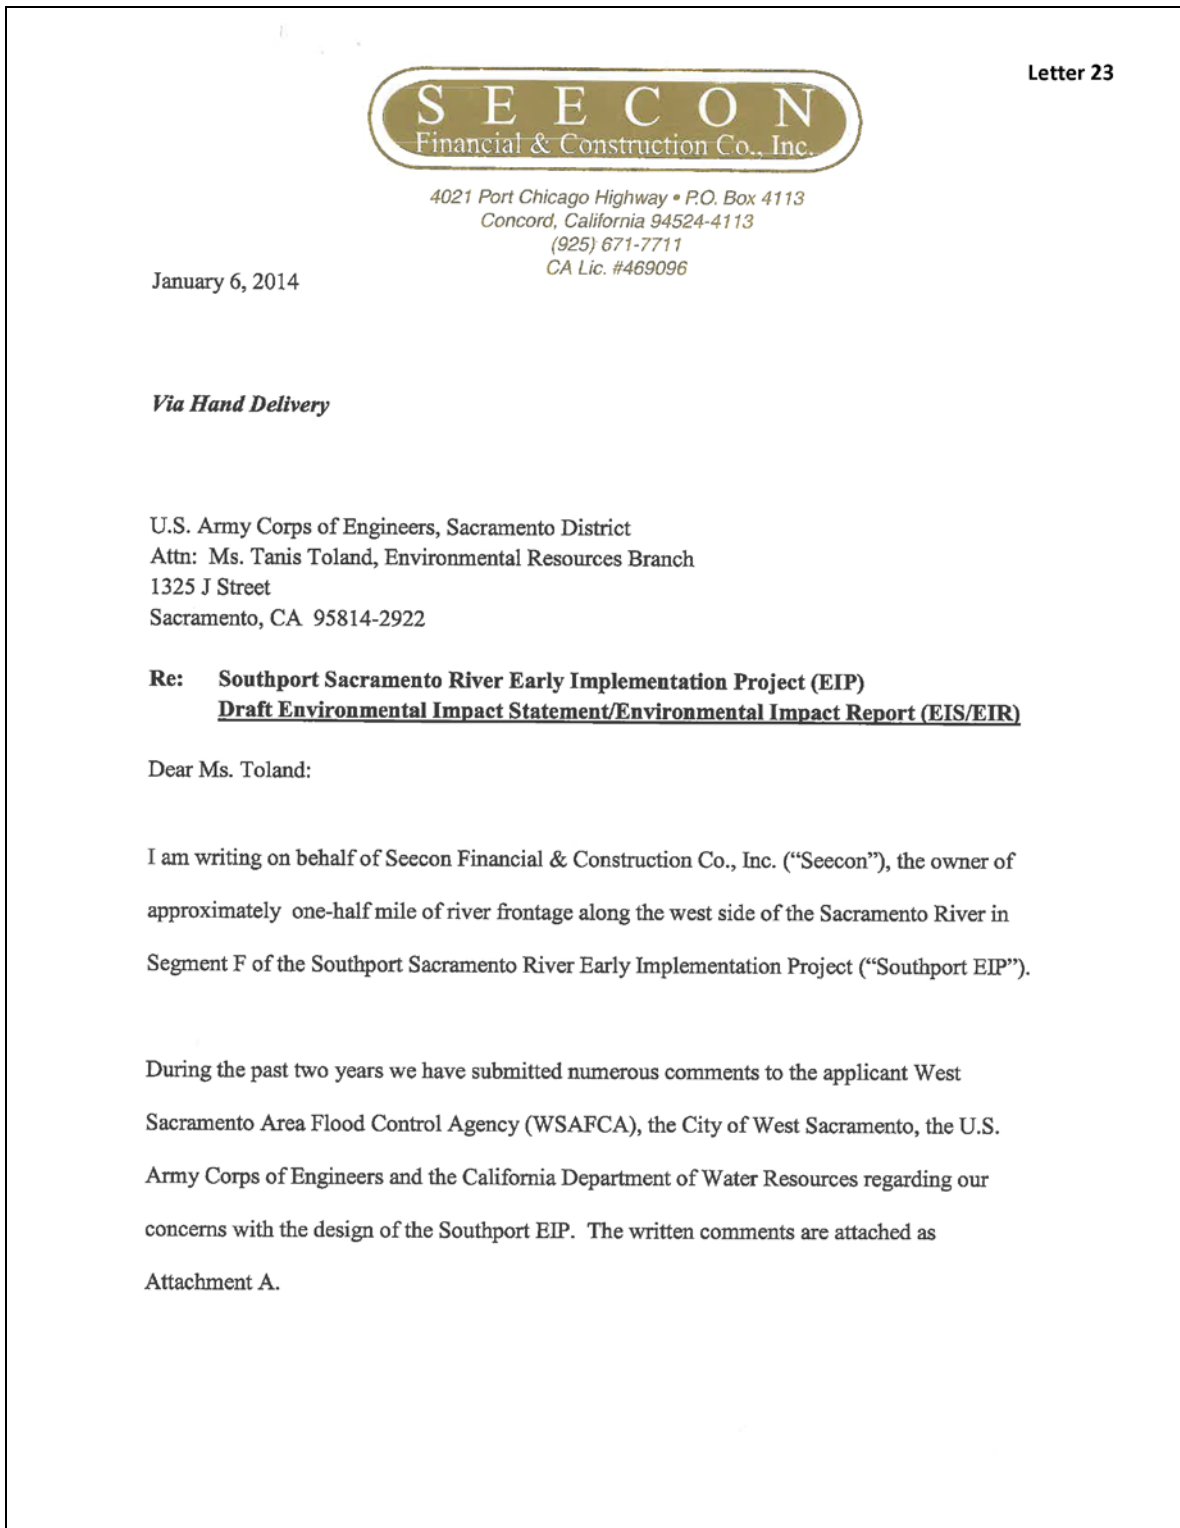 Letter 23
SEECON
Financial & Construction Co., Inc.
4021 Port Chicago Highway • P.O. Box 4113
Concord, California 94524-4113
(925) 671-7711
CA Lic. #469096
January 6, 2014
Via Hand Delivery
U.S. Army Corps of Engineers, Sacramento District
Attn: Ms. Tanis Toland, Environmental Resources Branch
1325 J Street
Sacramento, CA 95814-2922
Re: Southport Sacramento River Early Implementation Project (EIP)
Draft Environmental Impact Statement/Environmental Impact Report (EIS/EIR)
Dear Ms. Toland:
I am writing on behalf of Seecon Financial & Construction Co., Inc. (“Seecon”), the owner of
approximately one-half mile of river frontage along the west side of the Sacramento River in
Segment F of the Southport Sacramento River Early Implementation Project (“Southport EIP”).
During the past two years we have submitted numerous comments to the applicant West
Sacramento Area Flood Control Agency (WSAFCA), the City of West Sacramento, the U.S.
Army Corps of Engineers and the California Department of Water Resources regarding our
concerns with the design of the Southport EIP. The written comments are attached as
Attachment A.